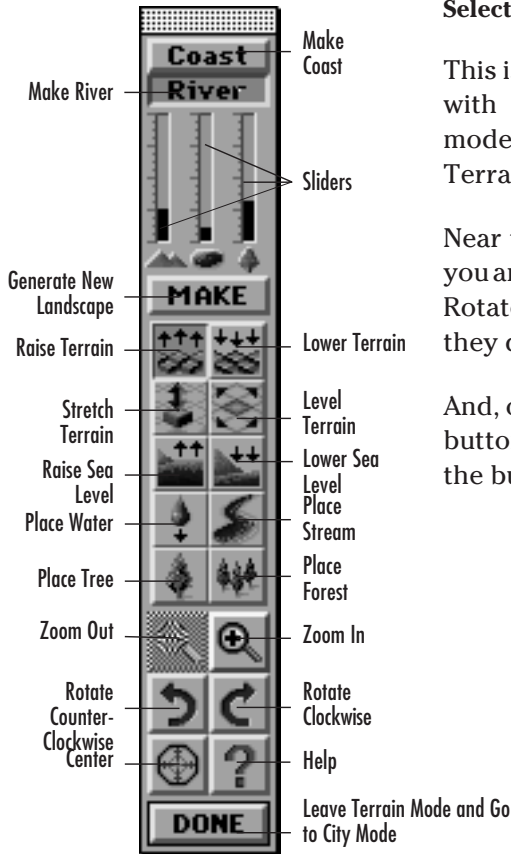 Coast
River
MAKE
DONE
Make River
Generate New
Landscape
Raise Terrain
Stretch
Terrain
Raise Sea
Level
Place Water
Place Tree
Zoom Out
Rotate
Counter-
Clockwise
Center
Make
Coast
Sliders
Lower Terrain
Level
Terrain
Lower Sea
Level
Place
Stream
Place
Forest
Zoom In
Rotate
Clockwise
Help
Leave Terrain Mode and Go
to City Mode
Select
This i
with
mode
Terra
Near
you ar
Rotate
they
And,
butto
the bu